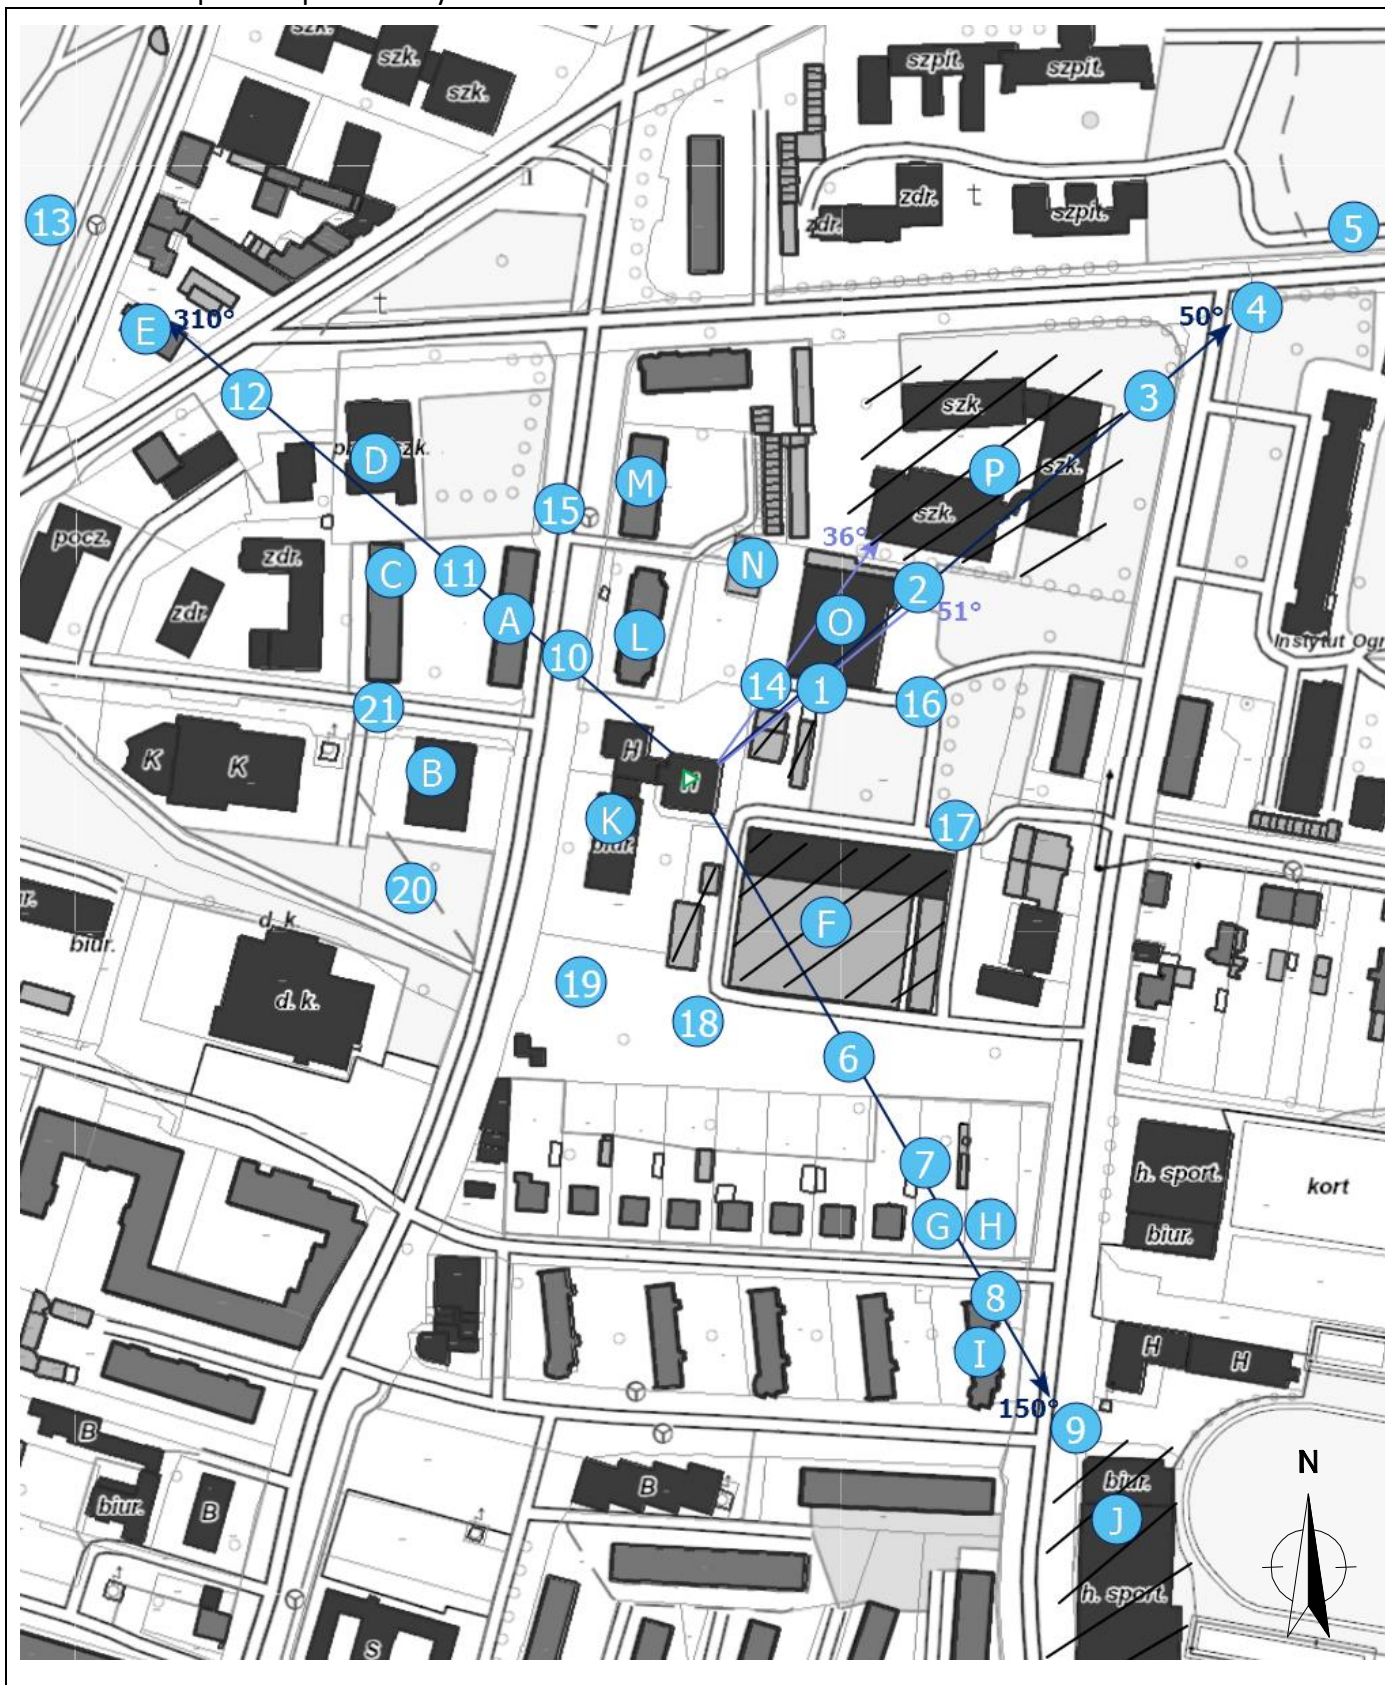 szk.
szk.
szk.
szpit.
szpit.
zdr.
zdr.
t
szpit.
13
5
t
E
310°
50°
4
12
3
szk.
D
P
szk.
M
szk.
15
pocz.
36°
zdr.
C
11
N
2
51°
zdr.
A
O
L
Instytut Ogr
10
14
1
16
21
K
K
B
H
H
K
biur.
17
20
F
d. k.
biur.
d. k.
19
18
6
7
h. sport.
kort
G
H
biur.
8
I
H
H
150°
9
B
N
biur.
B
B
biur.
J
h. sport.
S